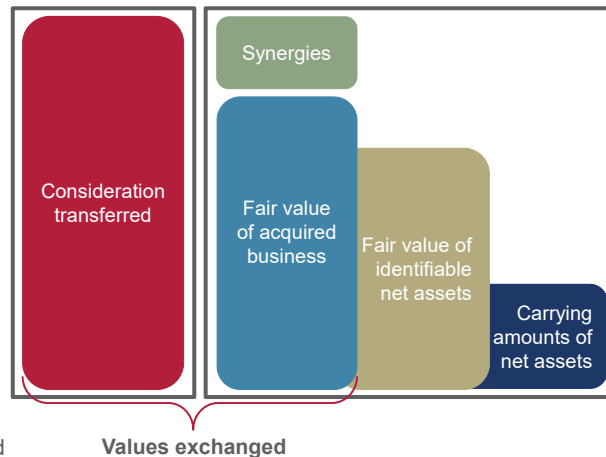 Consideration
transferred
Synergies
Fair value
of acquired
business
Fair value of
identifiable
net assets
Carrying
amounts of
net assets
d
Values exchanged